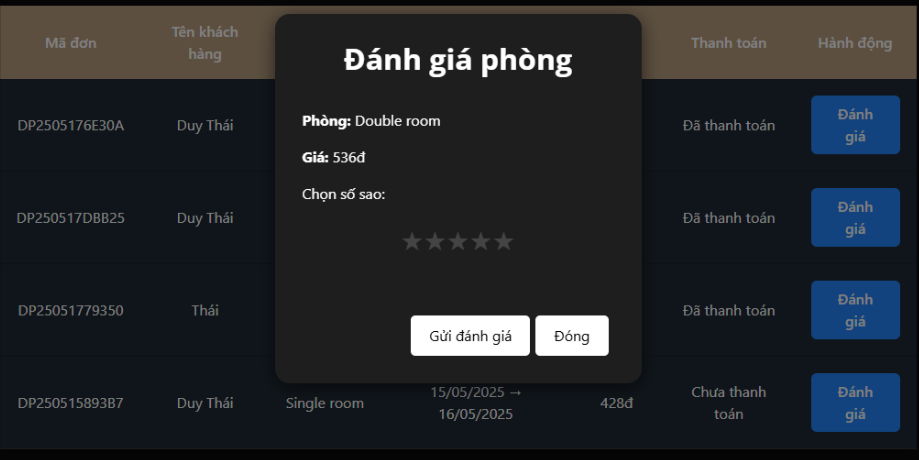 Mã đơn
Tên khách
hàng
Thanh toán
Hành động
Đánh giá phòng
Phòng: Double room
Giá: 536đ
Chọn số sao:
★★★★★
Gửi đánh giá
Đóng
DP2505176E30A
Duy Thái
Đã thanh toán
Đánh
giá
DP250517DBB25
Duy Thái
Đã thanh toán
Đánh
giá
DP25051779350
Thái
Đã thanh toán
Đánh
giá
DP250515893B7
Duy Thái
Single room
15/05/2025 →
16/05/2025
428đ
Chưa thanh
toán
Đánh
giá